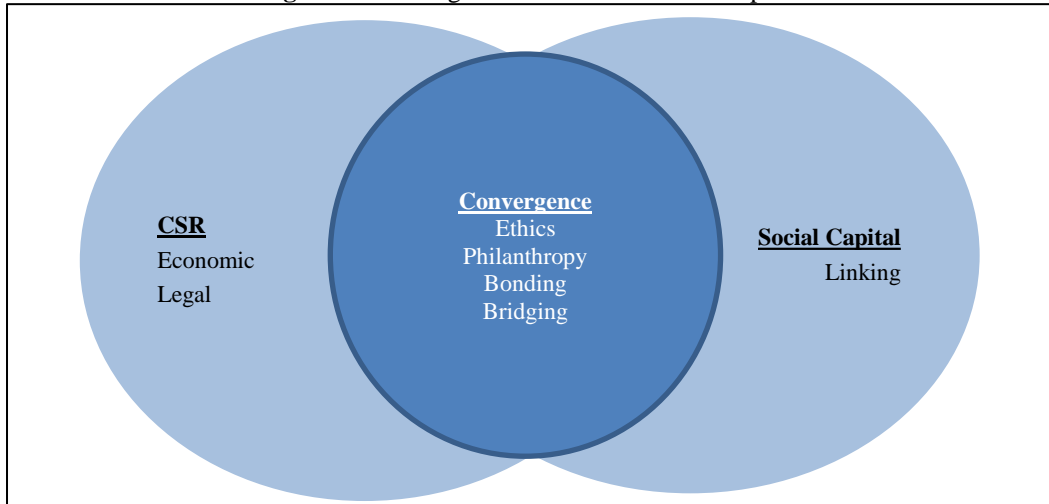 CSR
Economic
Legal
Convergence
Ethics
Philanthropy
Bonding
Bridging
Social Capital
Linking